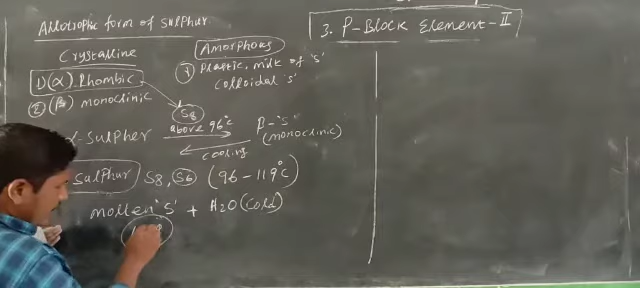 Allotropic form of sulphur
Crystalline
Amorphous
① (α) Rhombic
② (β) monoclinic
① Plastic, milk of 'S'
colloidal 's'
S8
α-sulpher above 96°C β-'s'
(monoclinic)
cooling
Sulphur S8, S6 (96 - 119°C)
molten 'S' + H2O (cold)
3. P-Block Element-II